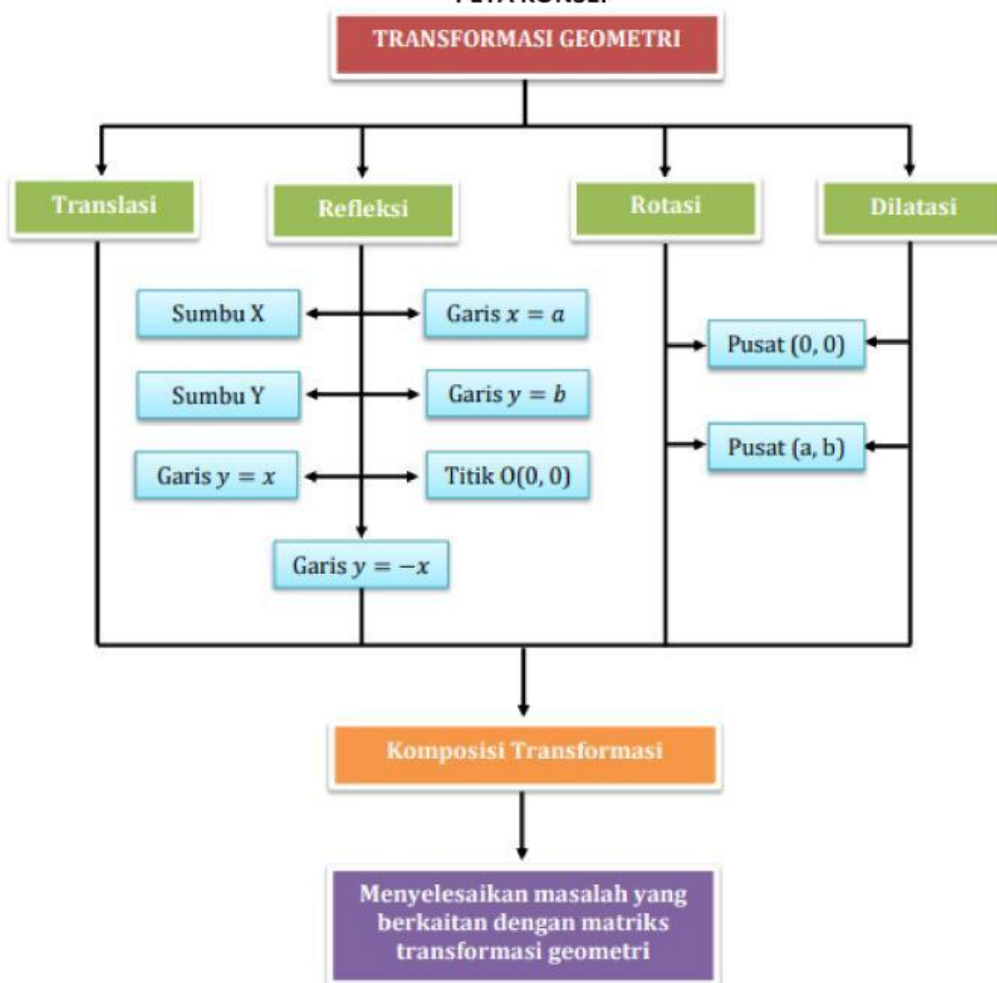 TRANSFORMASI GEOMETRI
Translasi
Refleksi
Rotasi
Dilatasi
Sumbu X
Garis x = a
Pusat (0, 0)
Sumbu Y
Garis y = b
Pusat (a, b)
Garis y = x
Titik O(0, 0)
Garis y = −x
Komposisi Transformasi
Menyelesaikan masalah yang
berkaitan dengan matriks
transformasi geometri